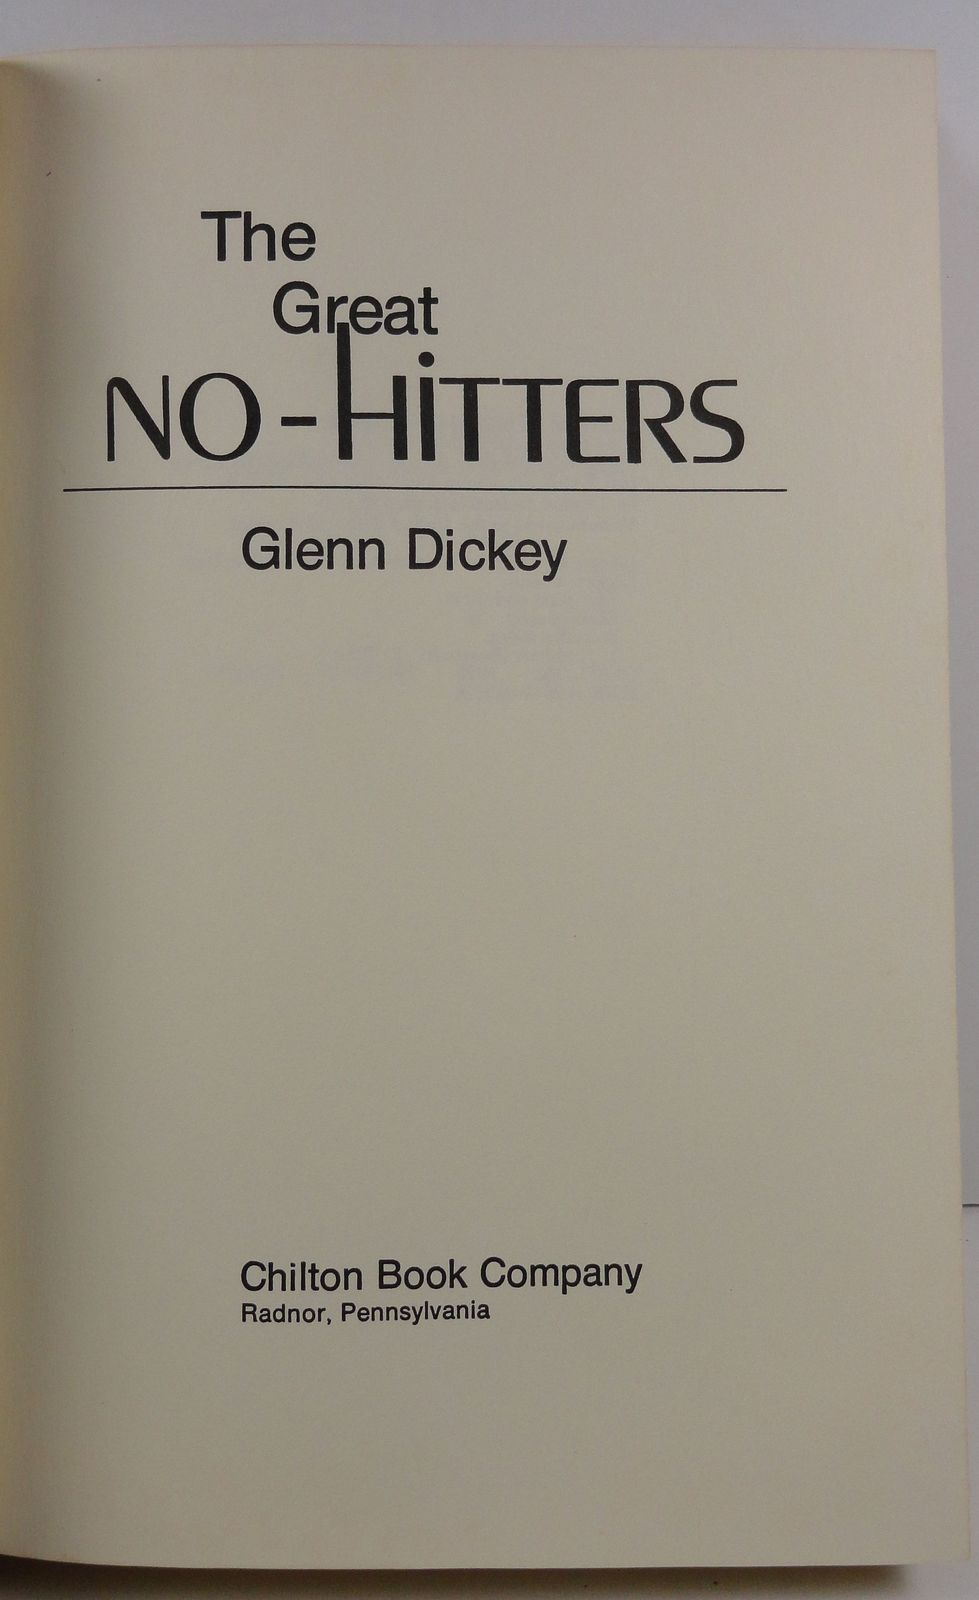 The
Great
NO-HiTTERS
Glenn Dickey
Chilton Book Company
Radnor, Pennsylvania